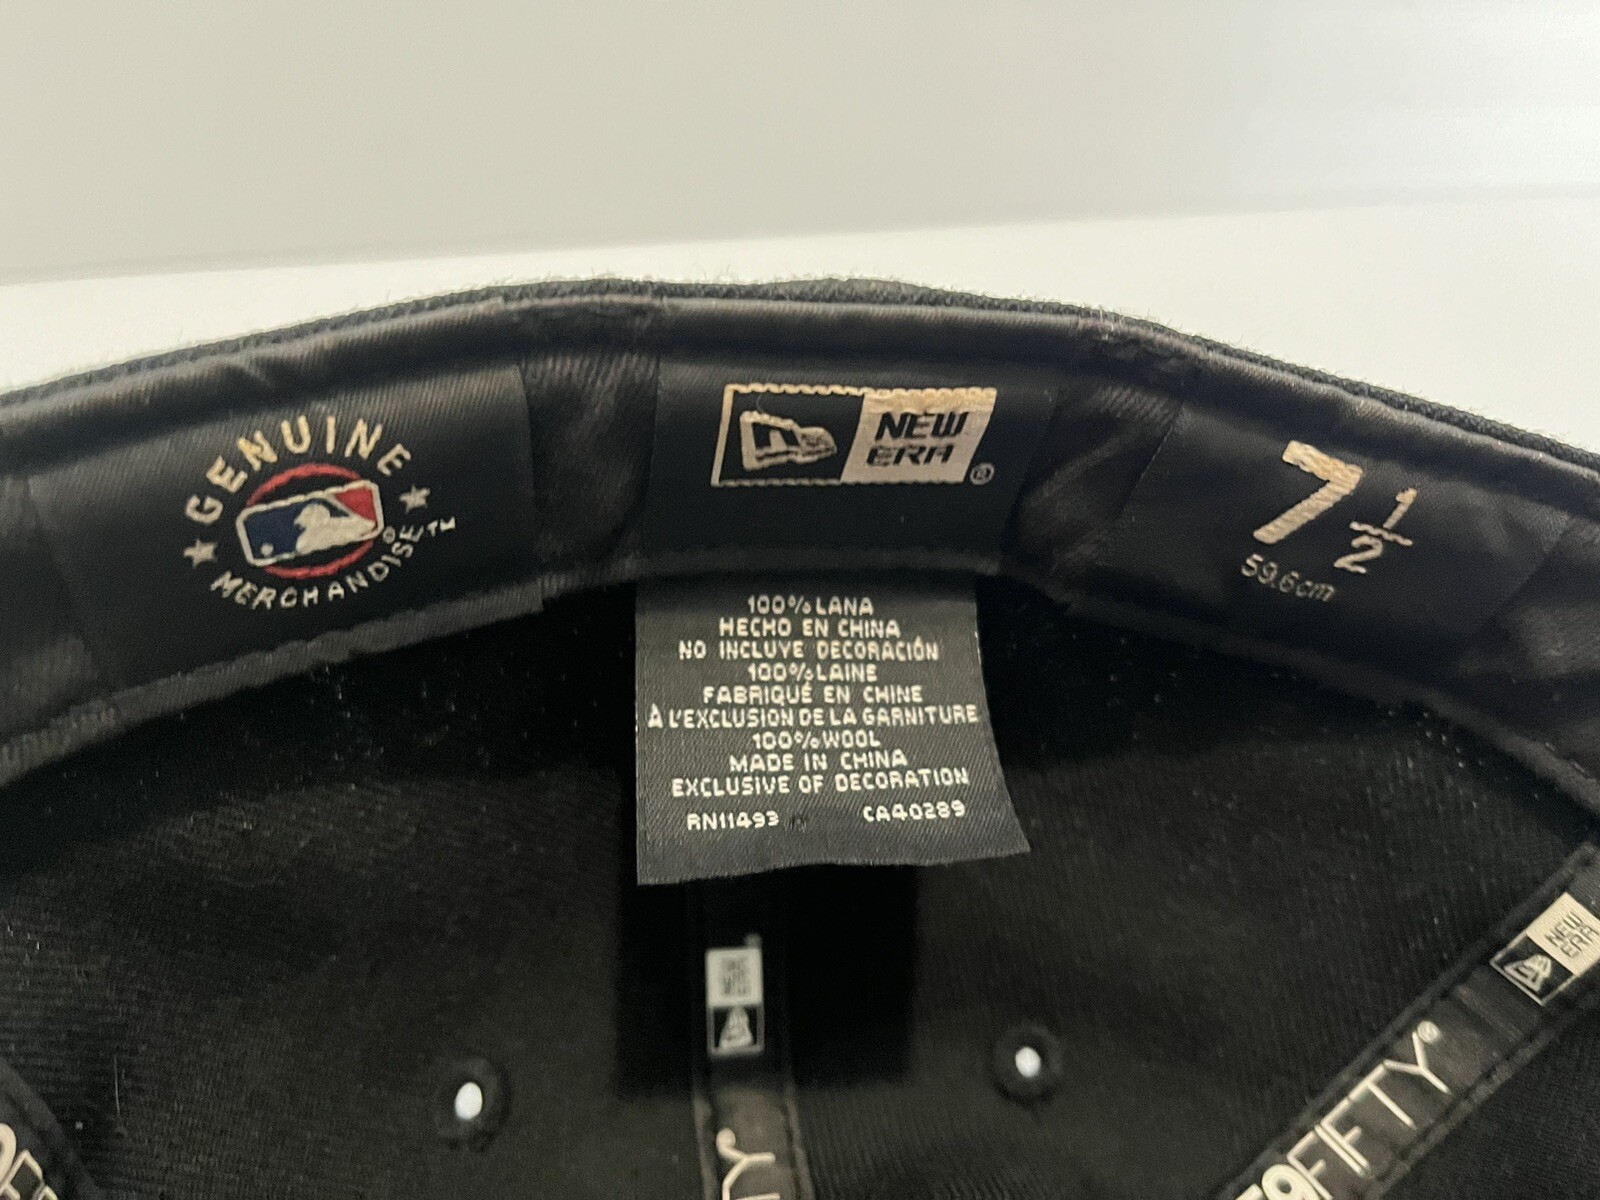 GENUINE
MERCHANDISE™
NEW
ERA®
7 1/2
59.6cm
100% LANA
HECHO EN CHINA
NO INCLUYE DECORACIÓN
100% LAINE
FABRIQUÉ EN CHINE
À L'EXCLUSION DE LA GARNITURE
100% WOOL
MADE IN CHINA
EXCLUSIVE OF DECORATION
RN11493 CA40289
NEW
ERA
59FIFTY®